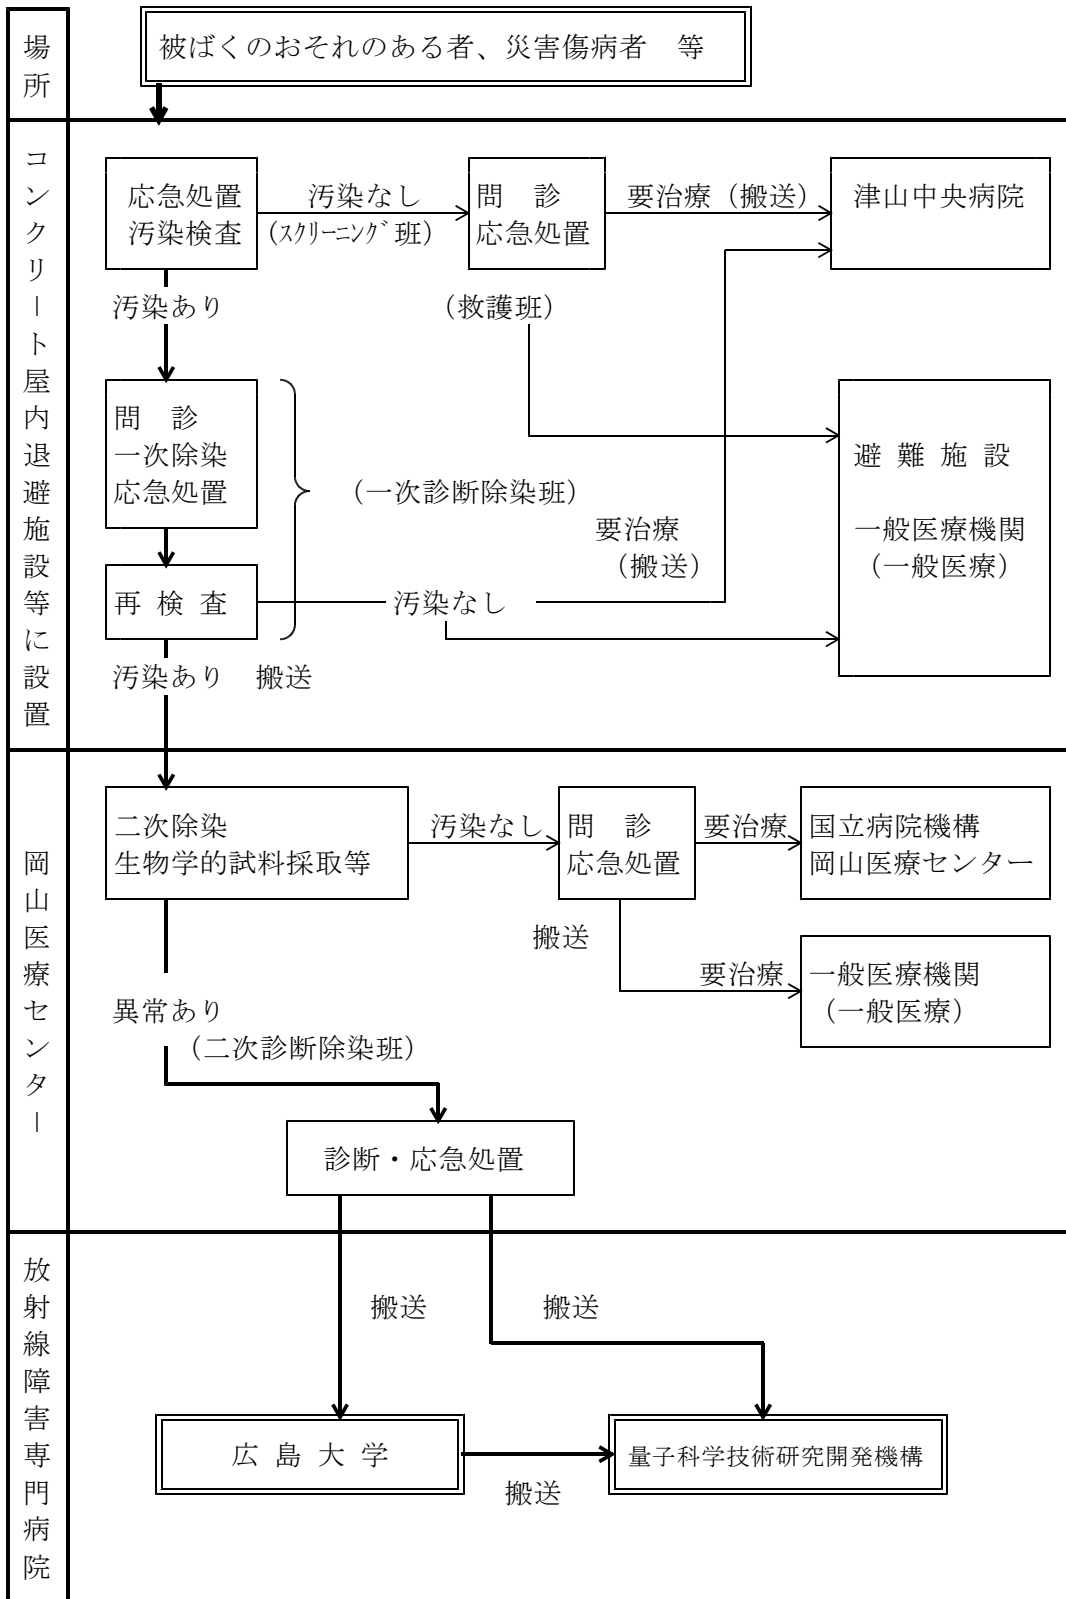 場所
被ばくのおそれのある者、災害傷病者　等
コンクリート屋内退避施設等に設置
応急処置
汚染検査
汚染なし
(ｽｸﾘｰﾆﾝｸﾞ班)
問　診
応急処置
要治療（搬送）
津山中央病院
汚染あり
（救護班）
問　診
一次除染
応急処置
（一次診断除染班）
避 難 施 設
一般医療機関
（一般医療）
要治療
（搬送）
再 検 査
汚染なし
汚染あり　搬送
岡山医療センター
二次除染
生物学的試料採取等
汚染なし
問　診
応急処置
要治療
国立病院機構
岡山医療センター
搬送
要治療
一般医療機関
（一般医療）
異常あり
（二次診断除染班）
診断・応急処置
放射線障害専門病院
搬送
搬送
広 島 大 学
搬送
量子科学技術研究開発機構